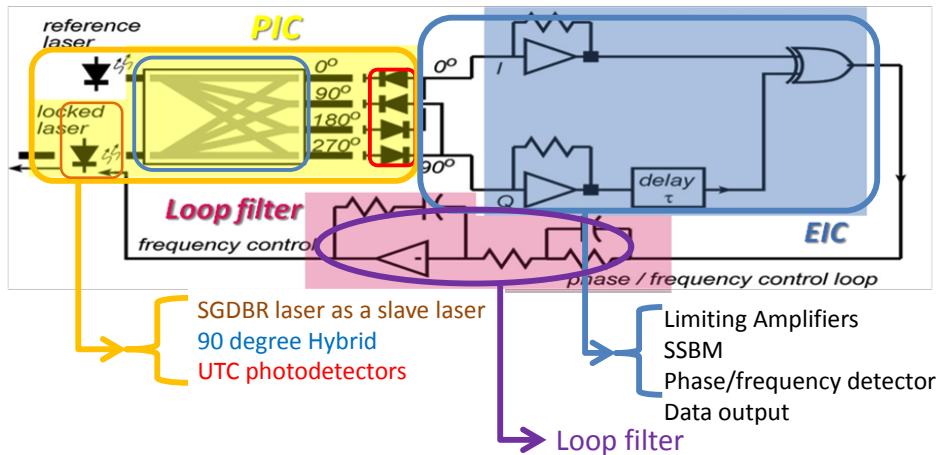 PIC
reference
laser
0°
0°
I
90°
locked
laser
180°
270°
90°
Q
delay
τ
Loop filter
EIC
frequency control
-
phase / frequency control loop
SGDBR laser as a slave laser
90 degree Hybrid
UTC photodetectors
Limiting Amplifiers
SSBM
Phase/frequency detector
Data output
Loop filter